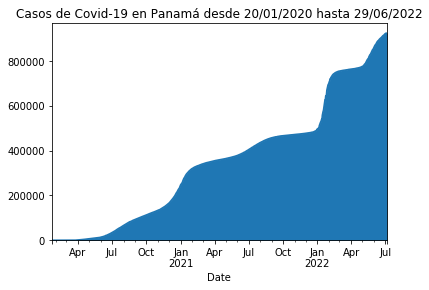 Casos de Covid-19 en Panamá desde 20/01/2020 hasta 29/06/2022
800000
600000
400000
200000
0
Apr Jul Oct Jan Apr Jul Oct Jan Apr Jul
2021 2022
Date